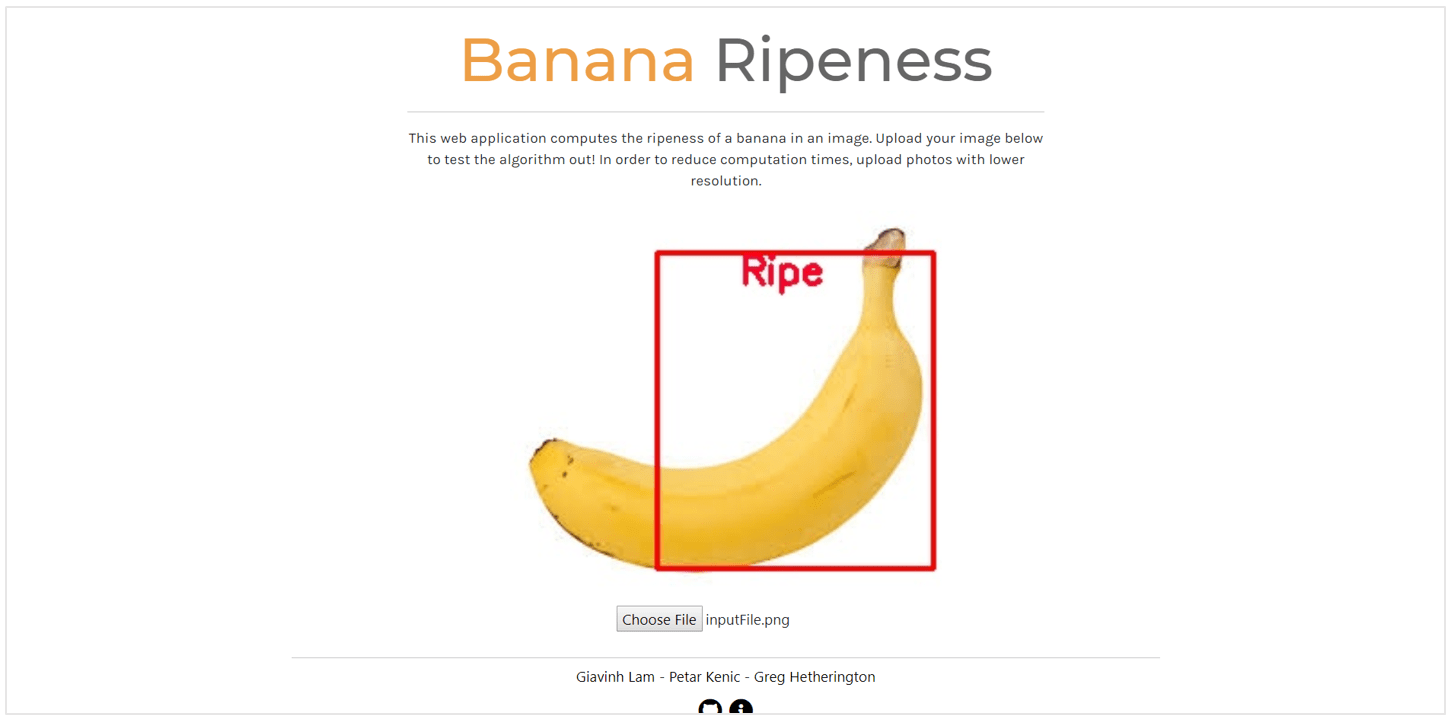 Banana Ripeness
This web application computes the ripeness of a banana in an image. Upload your image below
to test the algorithm out! In order to reduce computation times, upload photos with lower
resolution.
Ripe
Choose File inputFile.png
Giavinh Lam - Petar Kenic - Greg Hetherington